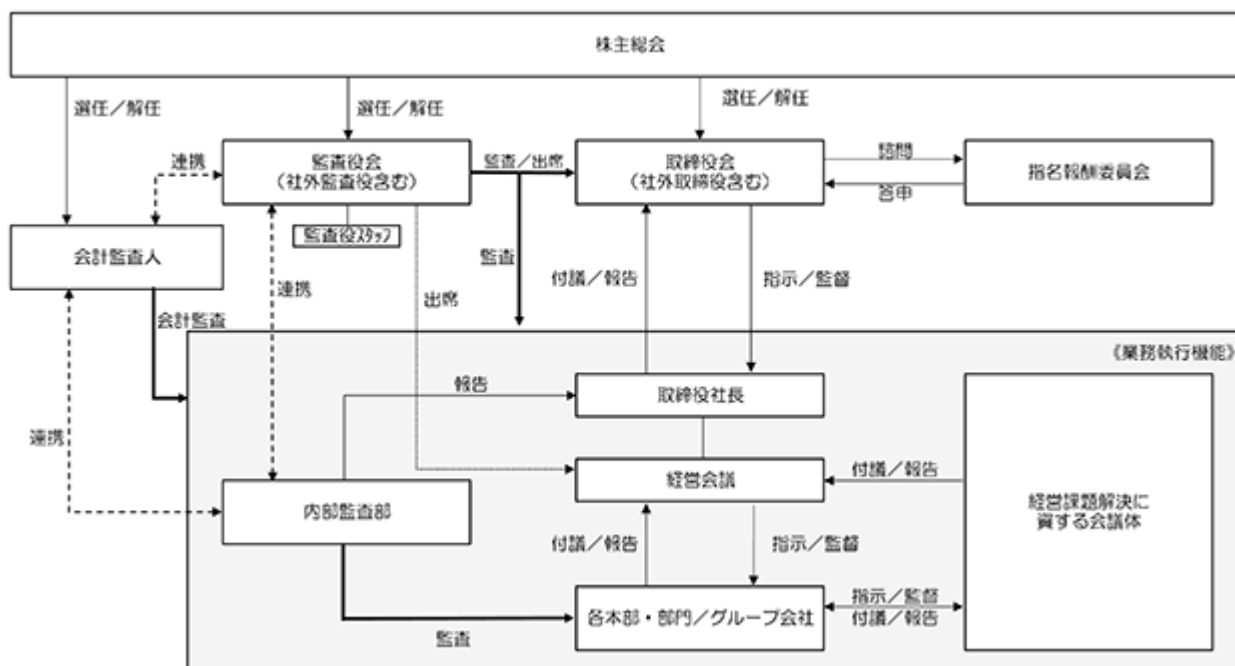 株主総会
選任／解任
選任／解任
選任／解任
連携
監査役会
（社外監査役含む）
監査／出席
取締役会
（社外取締役含む）
諮問
答申
指名報酬委員会
監査役スタッフ
会計監査人
監査
連携
出席
付議／報告
指示／監督
会計監査
《業務執行機能》
報告
取締役社長
連携
経営会議
付議／報告
経営課題解決に
資する会議体
内部監査部
付議／報告
指示／監督
各本部・部門／グループ会社
指示／監督
付議／報告
監査